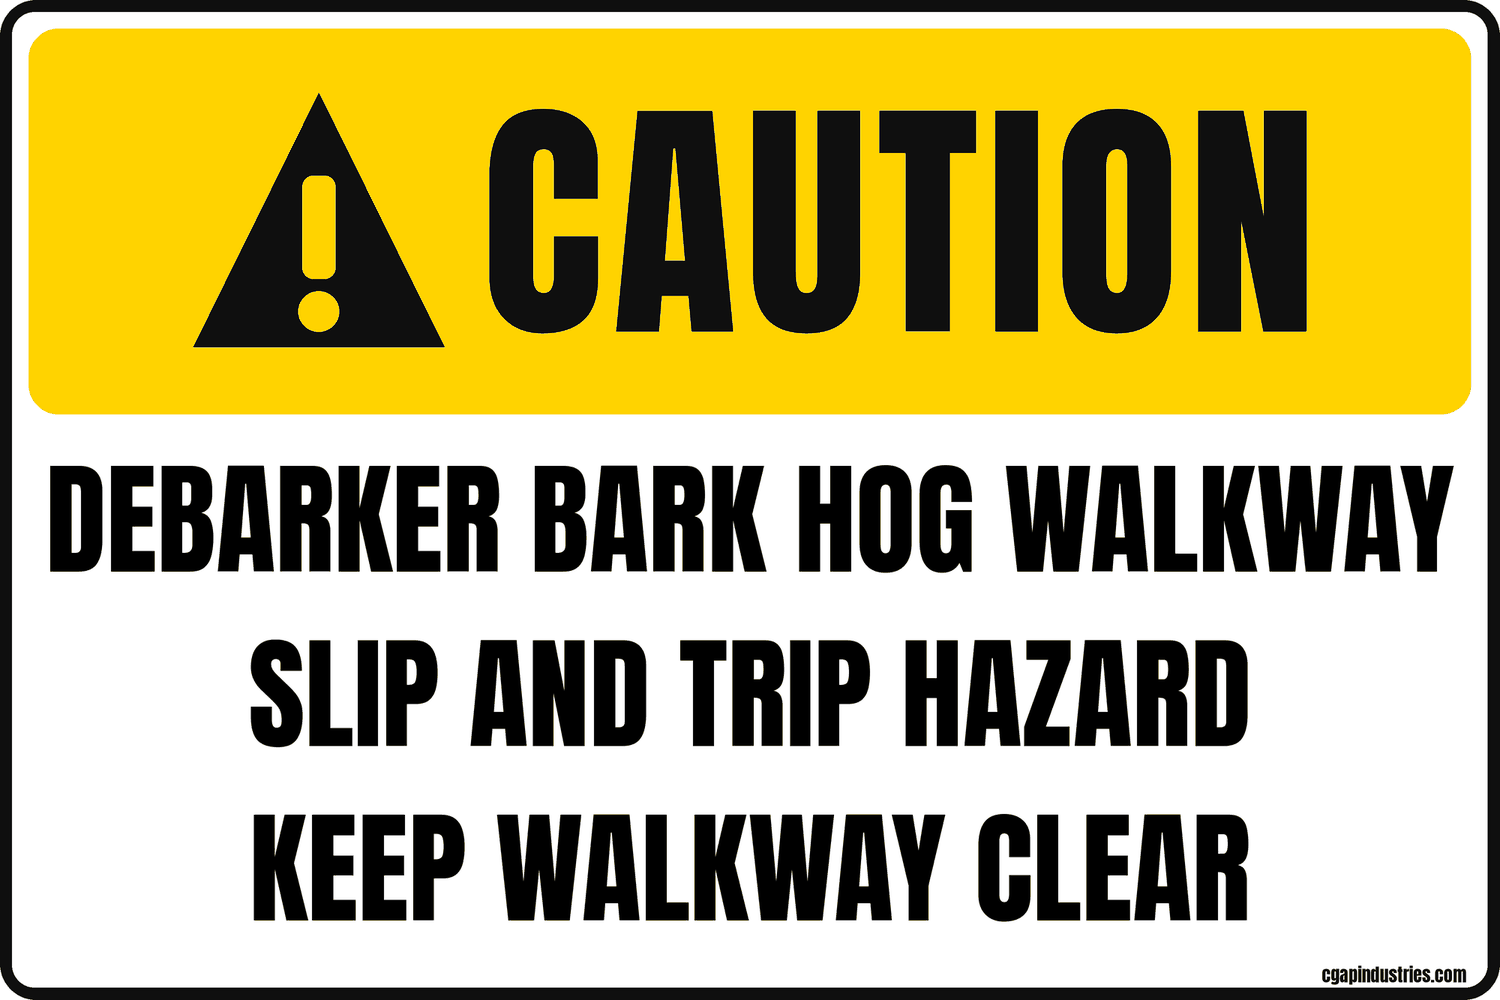 CAUTION
DEBARKER BARK HOG WALKWAY
SLIP AND TRIP HAZARD
KEEP WALKWAY CLEAR
cgapindustries.com